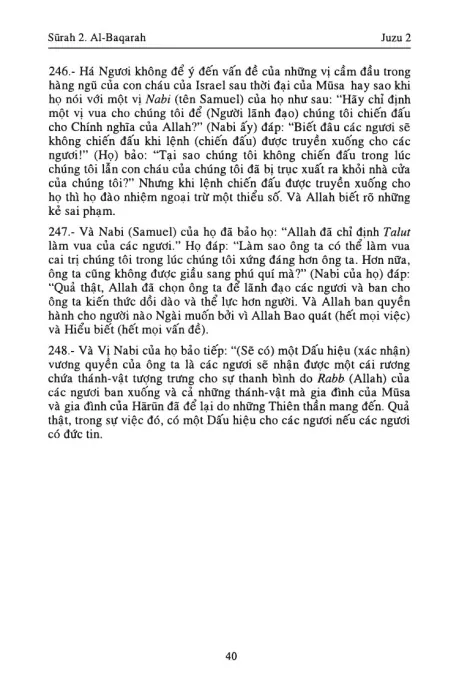 Sūrah 2. Al-Baqarah Juzu 2
246.- Há Ngươi không để ý đến vấn đề của những vị cầm đầu trong
hàng ngũ của con cháu của Israel sau thời đại của Mūsa hay sao khi
họ nói với một vị Nabi (tên Samuel) của họ như sau: “Hãy chỉ định
một vị vua cho chúng tôi để (Người lãnh đạo) chúng tôi chiến đấu
cho Chính nghĩa của Allah?” (Nabi ấy) đáp: “Biết đâu các ngươi sẽ
không chiến đấu khi lệnh (chiến đấu) được truyền xuống cho các
ngươi!” (Họ) bảo: “Tại sao chúng tôi không chiến đấu trong lúc
chúng tôi lẫn con cháu của chúng tôi đã bị trục xuất ra khỏi nhà cửa
của chúng tôi?” Nhưng khi lệnh chiến đấu được truyền xuống cho
họ thì họ đào nhiệm ngoại trừ một thiểu số. Và Allah biết rõ những
kẻ sai phạm.
247.- Và Nabi (Samuel) của họ đã bảo họ: “Allah đã chỉ định Talut
làm vua của các ngươi.” Họ đáp: “Làm sao ông ta có thể làm vua
cai trị chúng tôi trong lúc chúng tôi xứng đáng hơn ông ta. Hơn nữa,
ông ta cũng không được giầu sang phú quí mà?” (Nabi của họ) đáp:
“Quả thật, Allah đã chọn ông ta để lãnh đạo các ngươi và ban cho
ông ta kiến thức dồi dào và thể lực hơn người. Và Allah ban quyền
hành cho người nào Ngài muốn bởi vì Allah Bao quát (hết mọi việc)
và Hiểu biết (hết mọi vấn đề).
248.- Và Vị Nabi của họ bảo tiếp: “(Sẽ có) một Dấu hiệu (xác nhận)
vương quyền của ông ta là các ngươi sẽ nhận được một cái rương
chứa thánh-vật tượng trưng cho sự thanh bình do Rabb (Allah) của
các ngươi ban xuống và cả những thánh-vật mà gia đình của Mūsa
và gia đình của Hārūn đã để lại do những Thiên thần mang đến. Quả
thật, trong sự việc đó, có một Dấu hiệu cho các ngươi nếu các ngươi
có đức tin.
40